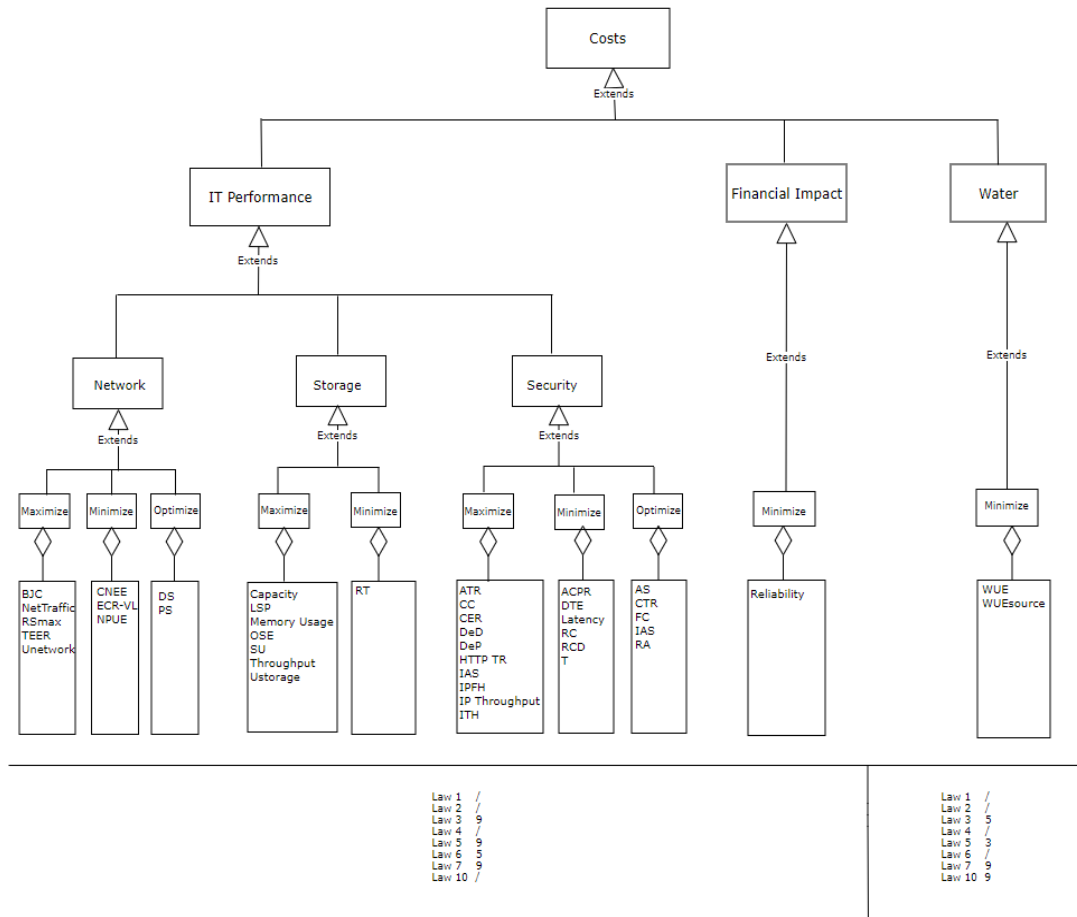 Costs
Extends
IT Performance
Financial Impact
Water
Extends
Extends
Extends
Network
Storage
Security
Extends
Extends
Extends
Maximize
Minimize
Optimize
Maximize
Minimize
Maximize
Minimize
Optimize
Minimize
Minimize
BJC
NetTraffic
RSmax
TEER
Unetwork
CNEE
ECR-VL
NPUE
DS
PS
Capacity
LSP
Memory Usage
OSE
SU
Throughput
Ustorage
RT
ATR
CC
CER
DeD
DeP
HTTP TR
IAS
IPFH
IP Throughput
ITH
ACPR
DTE
Latency
RC
RCD
T
AS
CTR
FC
IAS
RA
Reliability
WUE
WUEsource
Law 1 /
Law 2 /
Law 3 9
Law 4 /
Law 5 9
Law 6 5
Law 7 9
Law 10 /
Law 1 /
Law 2 /
Law 3 5
Law 4 /
Law 5 3
Law 6 /
Law 7 9
Law 10 9